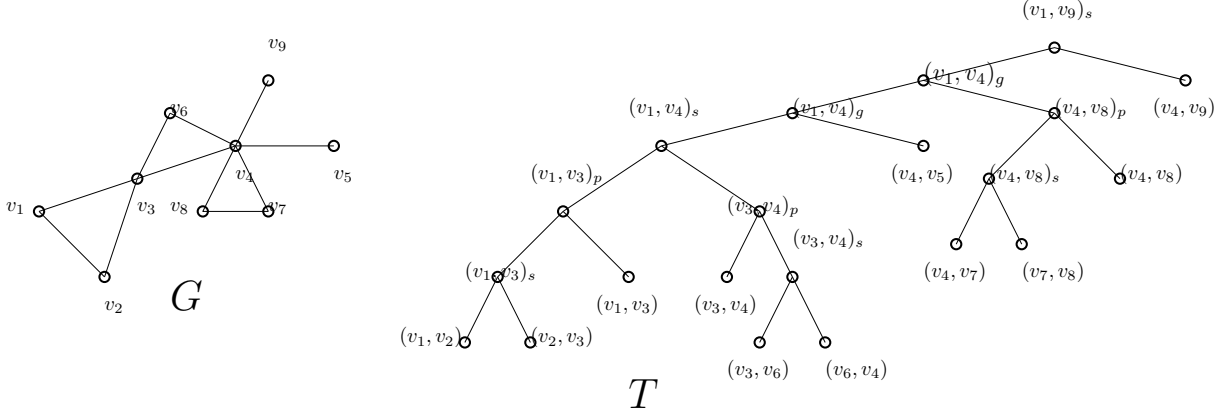 (v₁, v₉)ₛ
v₉
(v₁, v₄)_g
v₆
(v₁, v₄)ₛ
(v₁, v₄)_g
(v₄, v₈)ₚ
(v₄, v₉)
v₄
v₅
(v₁, v₃)ₚ
(v₄, v₅)
(v₄, v₈)ₛ
(v₄, v₈)
v₁
v₃
v₈
v₇
(v₃, v₄)ₚ
(v₃, v₄)ₛ
(v₁, v₃)ₛ
(v₄, v₇)
(v₇, v₈)
v₂
G
(v₁, v₃)
(v₃, v₄)
(v₁, v₂)
(v₂, v₃)
(v₃, v₆)
(v₆, v₄)
T